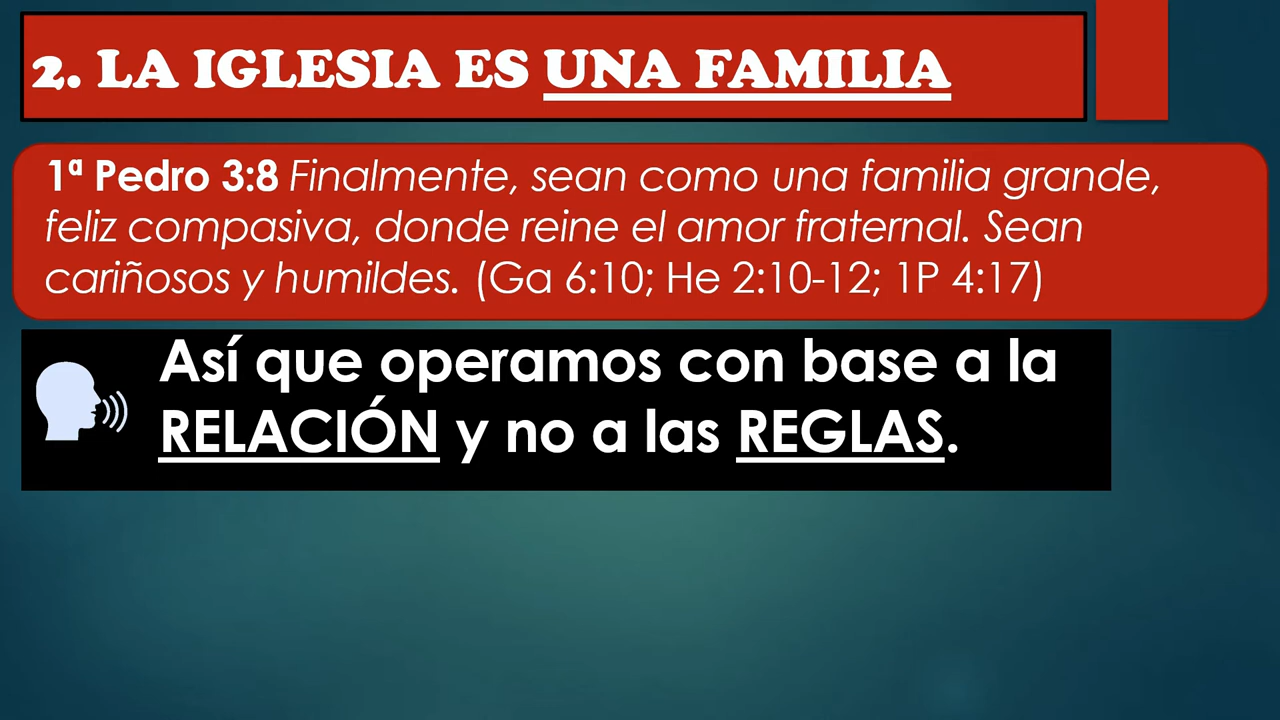 2. LA IGLESIA ES UNA FAMILIA
1ª Pedro 3:8 Finalmente, sean como una familia grande,
feliz compasiva, donde reine el amor fraternal. Sean
cariñosos y humildes. (Ga 6:10; He 2:10-12; 1P 4:17)
Así que operamos con base a la
RELACIÓN y no a las REGLAS.